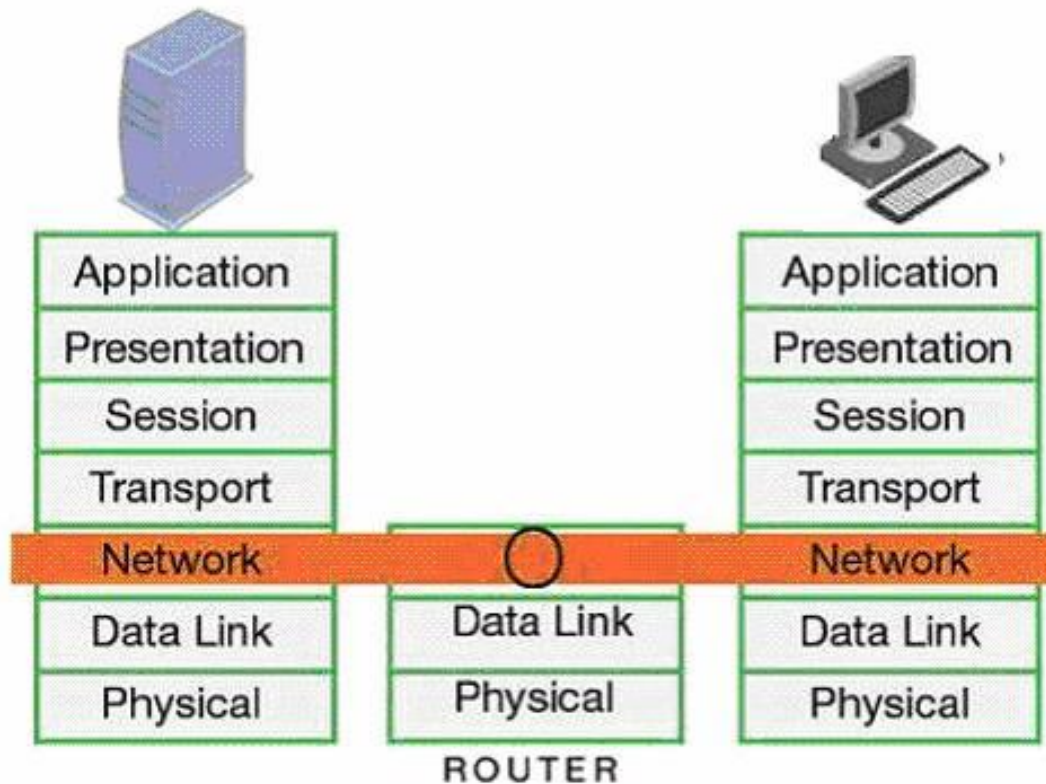 Application
Presentation
Session
Transport
Network
Data Link
Physical
Data Link
Physical
ROUTER
Application
Presentation
Session
Transport
Network
Data Link
Physical